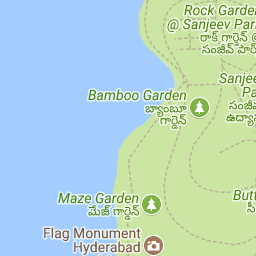 Rock Garden
@ Sanjeev Par
రాక్ గార్డెన్ @
సంజీవ్ పార్
Sanjee
Pa
సంజీ
ఉద్యా
Bamboo Garden
బ్యాంబూ
గార్డెన్
Maze Garden
మేజ్ గార్డెన్
Butt
సీ
Flag Monument
Hyderabad